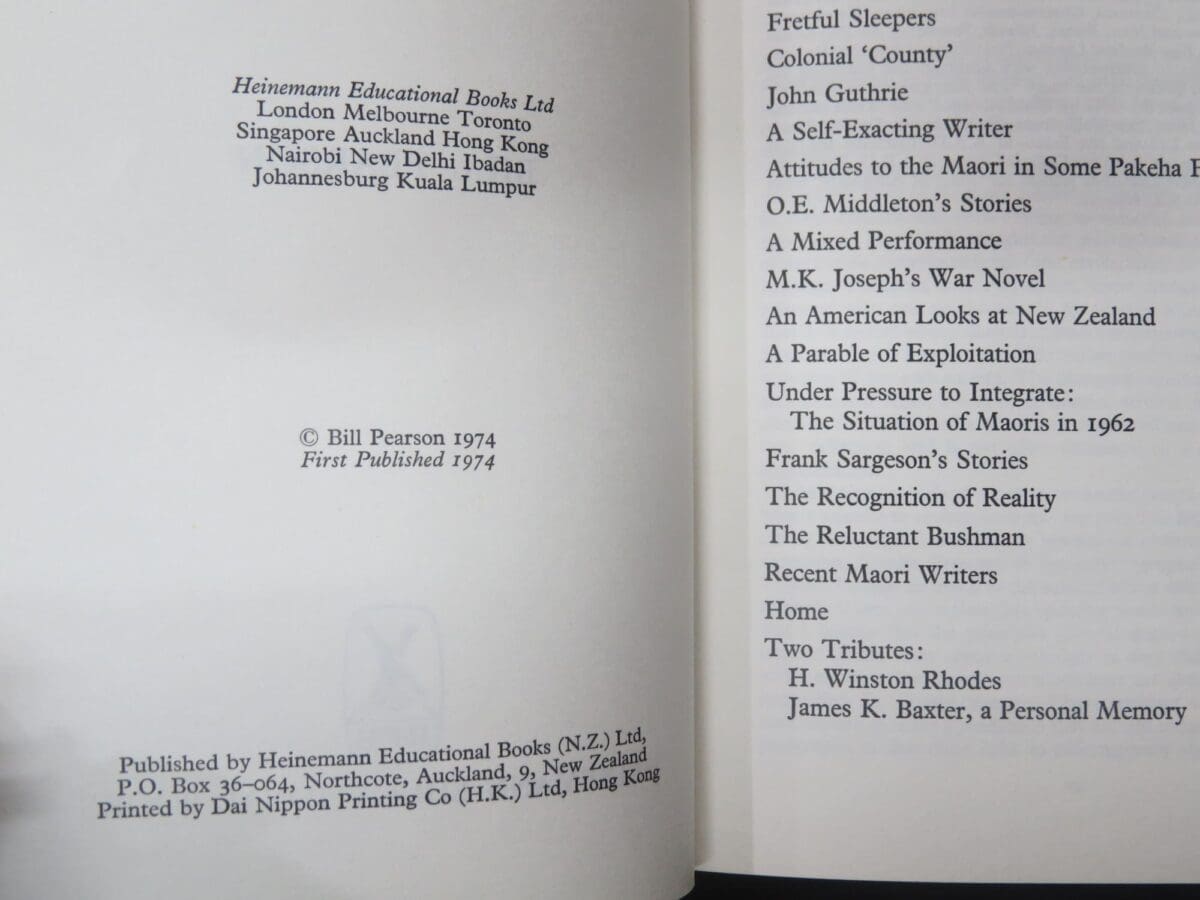 Heinemann Educational Books Ltd
London Melbourne Toronto
Singapore Auckland Hong Kong
Nairobi New Delhi Ibadan
Johannesburg Kuala Lumpur
© Bill Pearson 1974
First Published 1974
Published by Heinemann Educational Books (N.Z.) Ltd,
P.O. Box 36–064, Northcote, Auckland, 9, New Zealand
Printed by Dai Nippon Printing Co (H.K.) Ltd, Hong Kong
Fretful Sleepers
Colonial ‘County’
John Guthrie
A Self-Exacting Writer
Attitudes to the Maori in Some Pakeha
O.E. Middleton’s Stories
A Mixed Performance
M.K. Joseph’s War Novel
An American Looks at New Zealand
A Parable of Exploitation
Under Pressure to Integrate:
The Situation of Maoris in 1962
Frank Sargeson’s Stories
The Recognition of Reality
The Reluctant Bushman
Recent Maori Writers
Home
Two Tributes:
H. Winston Rhodes
James K. Baxter, a Personal Memory